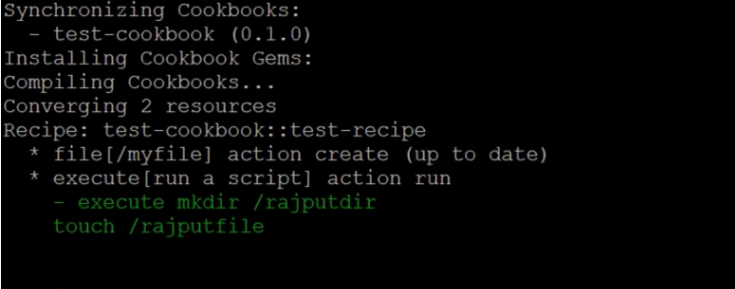 Synchronizing Cookbooks:
  - test-cookbook (0.1.0)
Installing Cookbook Gems:
Compiling Cookbooks...
Converging 2 resources
Recipe: test-cookbook::test-recipe
  * file[/myfile] action create (up to date)
  * execute[run a script] action run
    - execute mkdir /rajputdir
    touch /rajputfile